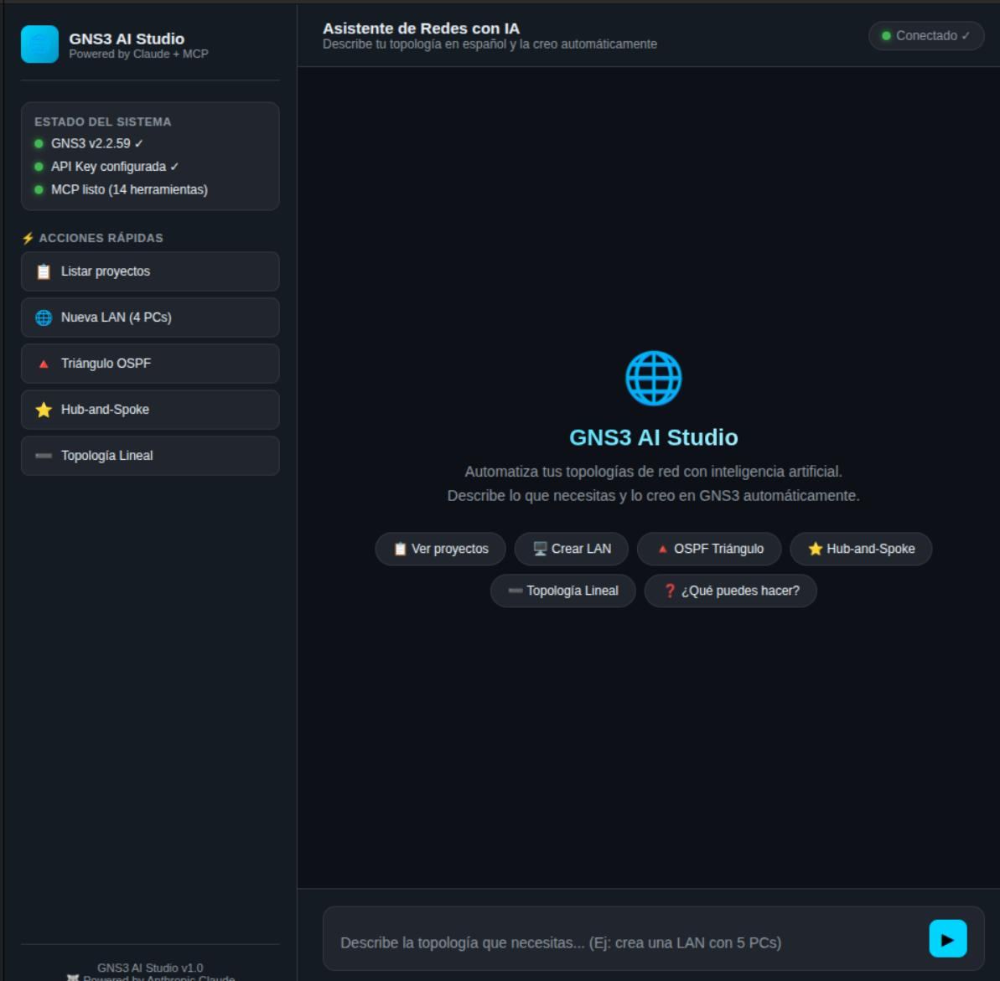 GNS3 AI Studio
Powered by Claude + MCP
ESTADO DEL SISTEMA
GNS3 v2.2.59 ✓
API Key configurada ✓
MCP listo (14 herramientas)
⚡ ACCIONES RÁPIDAS
📋 Listar proyectos
🌐 Nueva LAN (4 PCs)
🔺 Triángulo OSPF
⭐ Hub-and-Spoke
➖ Topología Lineal
GNS3 AI Studio v1.0
Powered by Anthropic Claude
Asistente de Redes con IA
Describe tu topología en español y la creo automáticamente
Conectado ✓
GNS3 AI Studio
Automatiza tus topologías de red con inteligencia artificial.
Describe lo que necesitas y lo creo en GNS3 automáticamente.
📋 Ver proyectos
🖥️ Crear LAN
🔺 OSPF Triángulo
⭐ Hub-and-Spoke
➖ Topología Lineal
❓ ¿Qué puedes hacer?
Describe la topología que necesitas... (Ej: crea una LAN con 5 PCs)